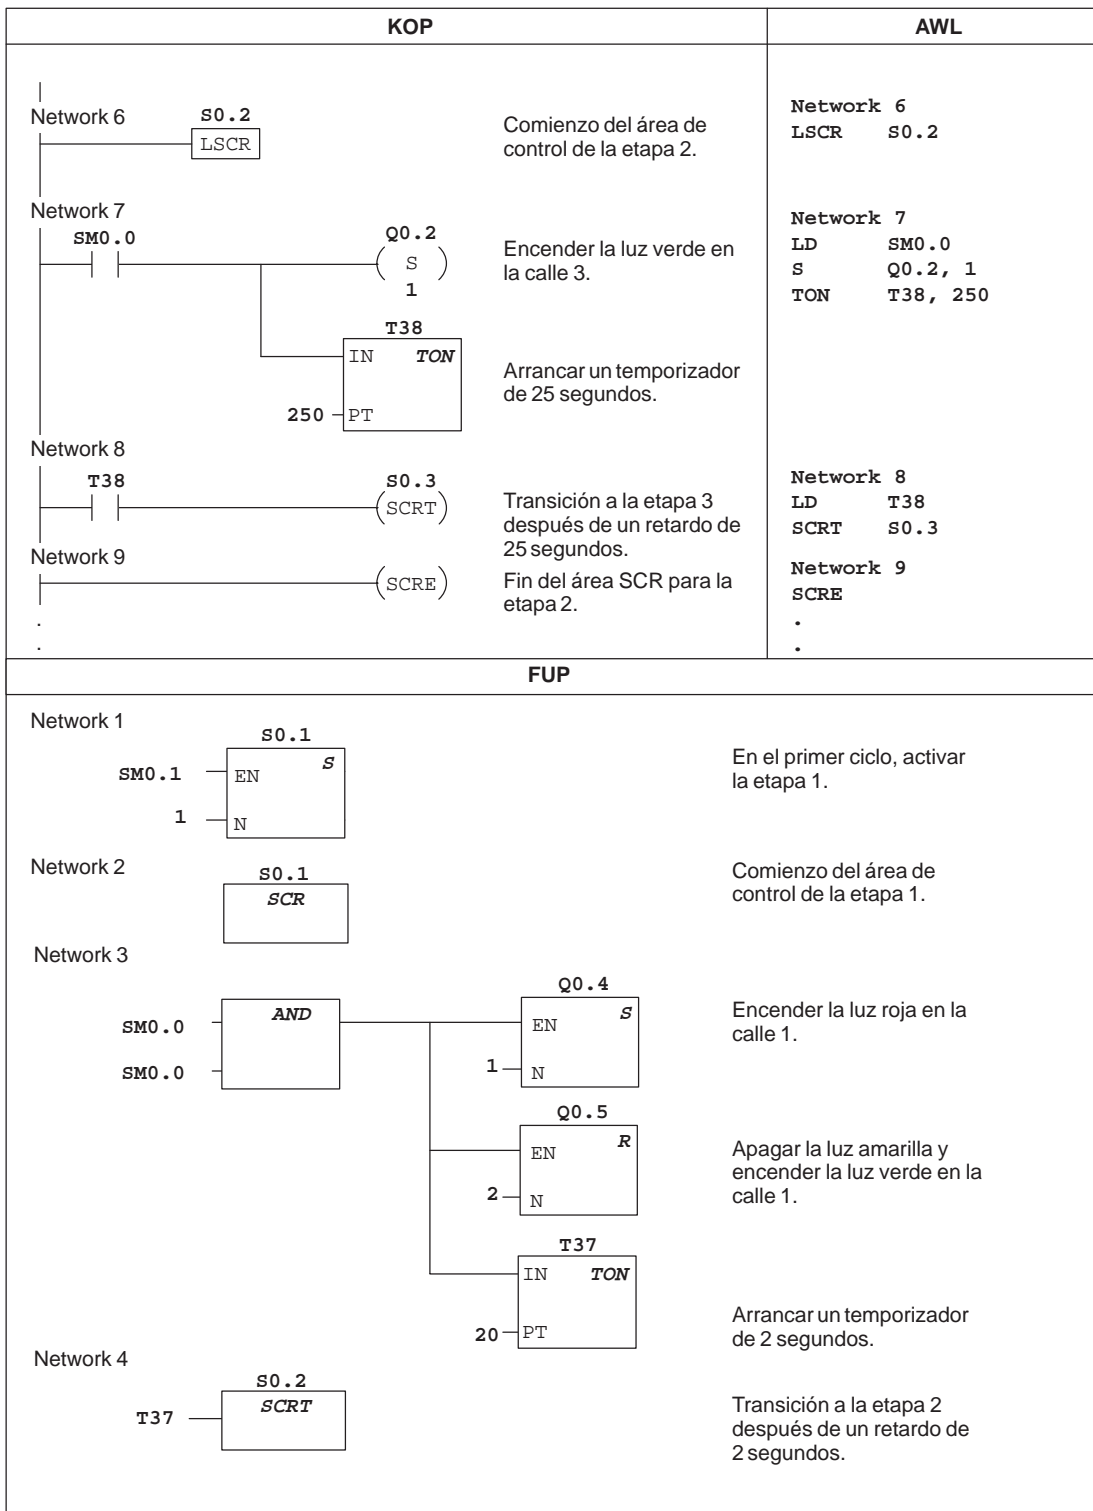 KOP
AWL
Network 6
S0.2
LSCR
Comienzo del área de
control de la etapa 2.
Network 6
LSCR S0.2
Network 7
SM0.0
Q0.2
S
1
Encender la luz verde en
la calle 3.
T38
IN TON
250 PT
Arrancar un temporizador
de 25 segundos.
Network 7
LD SM0.0
S Q0.2, 1
TON T38, 250
Network 8
T38
S0.3
SCRT
Transición a la etapa 3
después de un retardo de
25 segundos.
Network 8
LD T38
SCRT S0.3
Network 9
SCRE
Fin del área SCR para la
etapa 2.
.
.
Network 9
SCRE
.
.
FUP
Network 1
S0.1
S
SM0.1 EN
1 N
En el primer ciclo, activar
la etapa 1.
Network 2
S0.1
SCR
Comienzo del área de
control de la etapa 1.
Network 3
SM0.0
SM0.0
AND
Q0.4
EN S
1 N
Encender la luz roja en la
calle 1.
Q0.5
EN R
2 N
Apagar la luz amarilla y
encender la luz verde en la
calle 1.
T37
IN TON
20 PT
Arrancar un temporizador
de 2 segundos.
Network 4
S0.2
T37 SCRT
Transición a la etapa 2
después de un retardo de
2 segundos.